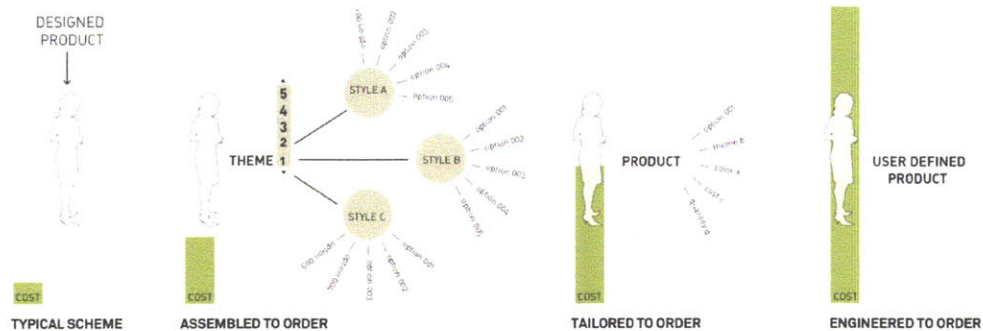 DESIGNED
PRODUCT
COST
TYPICAL SCHEME
COST
ASSEMBLED TO ORDER
THEME
5
4
3
2
1
STYLE A
option 001
option 002
option 003
option 004
option 005
STYLE B
option 001
option 002
option 003
option 004
option 005
STYLE C
option 001
option 002
option 003
option 004
option 005
PRODUCT
option 001
theme b
color x
cost c
quantity q
COST
TAILORED TO ORDER
USER DEFINED
PRODUCT
COST
ENGINEERED TO ORDER